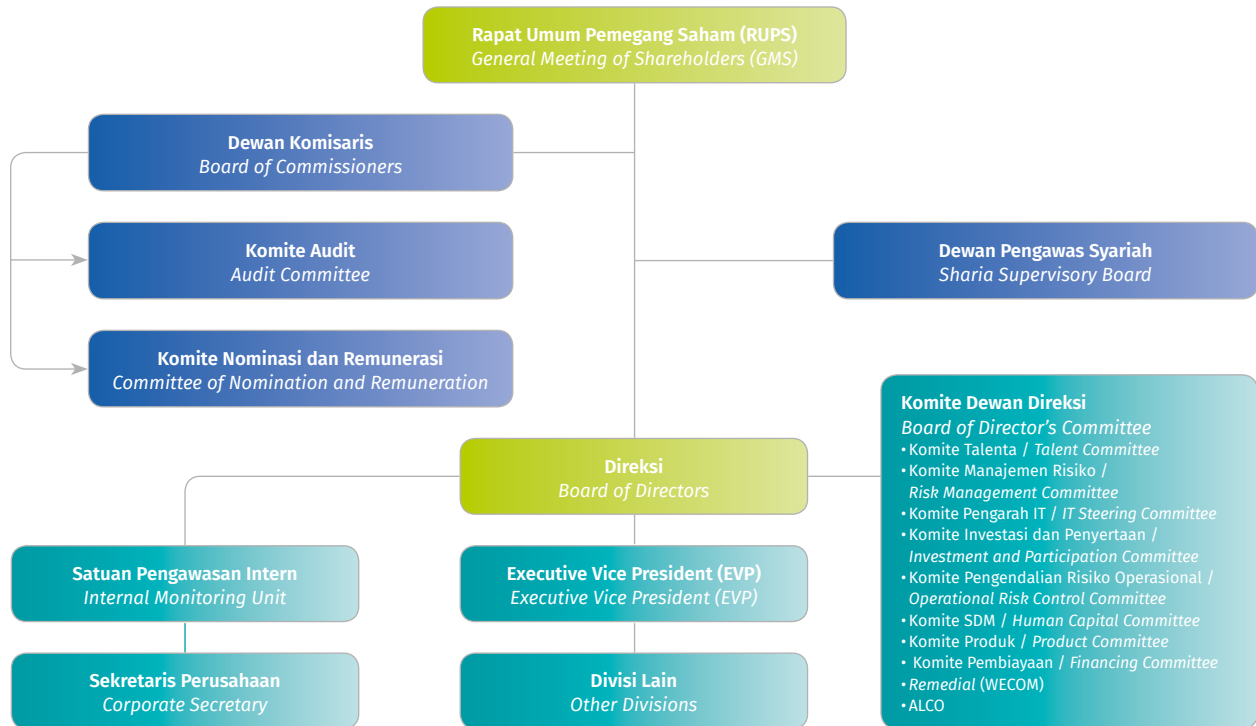 Rapat Umum Pemegang Saham (RUPS)
General Meeting of Shareholders (GMS)
Dewan Komisaris
Board of Commissioners
Komite Audit
Audit Committee
Dewan Pengawas Syariah
Sharia Supervisory Board
Komite Nominasi dan Remunerasi
Committee of Nomination and Remuneration
Komite Dewan Direksi
Board of Director’s Committee
• Komite Talenta / Talent Committee
• Komite Manajemen Risiko /
Risk Management Committee
• Komite Pengarah IT / IT Steering Committee
• Komite Investasi dan Penyertaan /
Investment and Participation Committee
• Komite Pengendalian Risiko Operasional /
Operational Risk Control Committee
• Komite SDM / Human Capital Committee
• Komite Produk / Product Committee
• Komite Pembiayaan / Financing Committee
• Remedial (WECOM)
• ALCO
Direksi
Board of Directors
Satuan Pengawasan Intern
Internal Monitoring Unit
Executive Vice President (EVP)
Executive Vice President (EVP)
Sekretaris Perusahaan
Corporate Secretary
Divisi Lain
Other Divisions